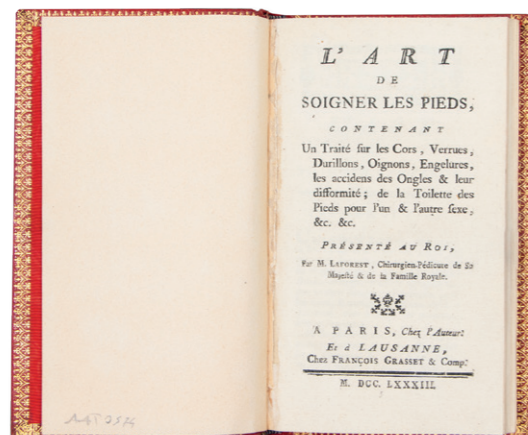 L'ART
DE
SOIGNER LES PIEDS,
CONTENANT
Un Traité ſur les Cors, Verrues,
Durillons, Oignons, Engelures,
les accidens des Ongles & leur
difformité; de la Toilette des
Pieds pour l'un & l'autre ſexe,
&c. &c.
PRÉSENTÉ AU ROI,
Par M. LAFOREST, Chirurgien-Pédicure de Sa
Majeſté & de la Famille Royale.
A PARIS, Chez l'Auteur:
Et à LAUSANNE,
Chez FRANÇOIS GRASSET & Comp.
M. DCC. LXXXIII.